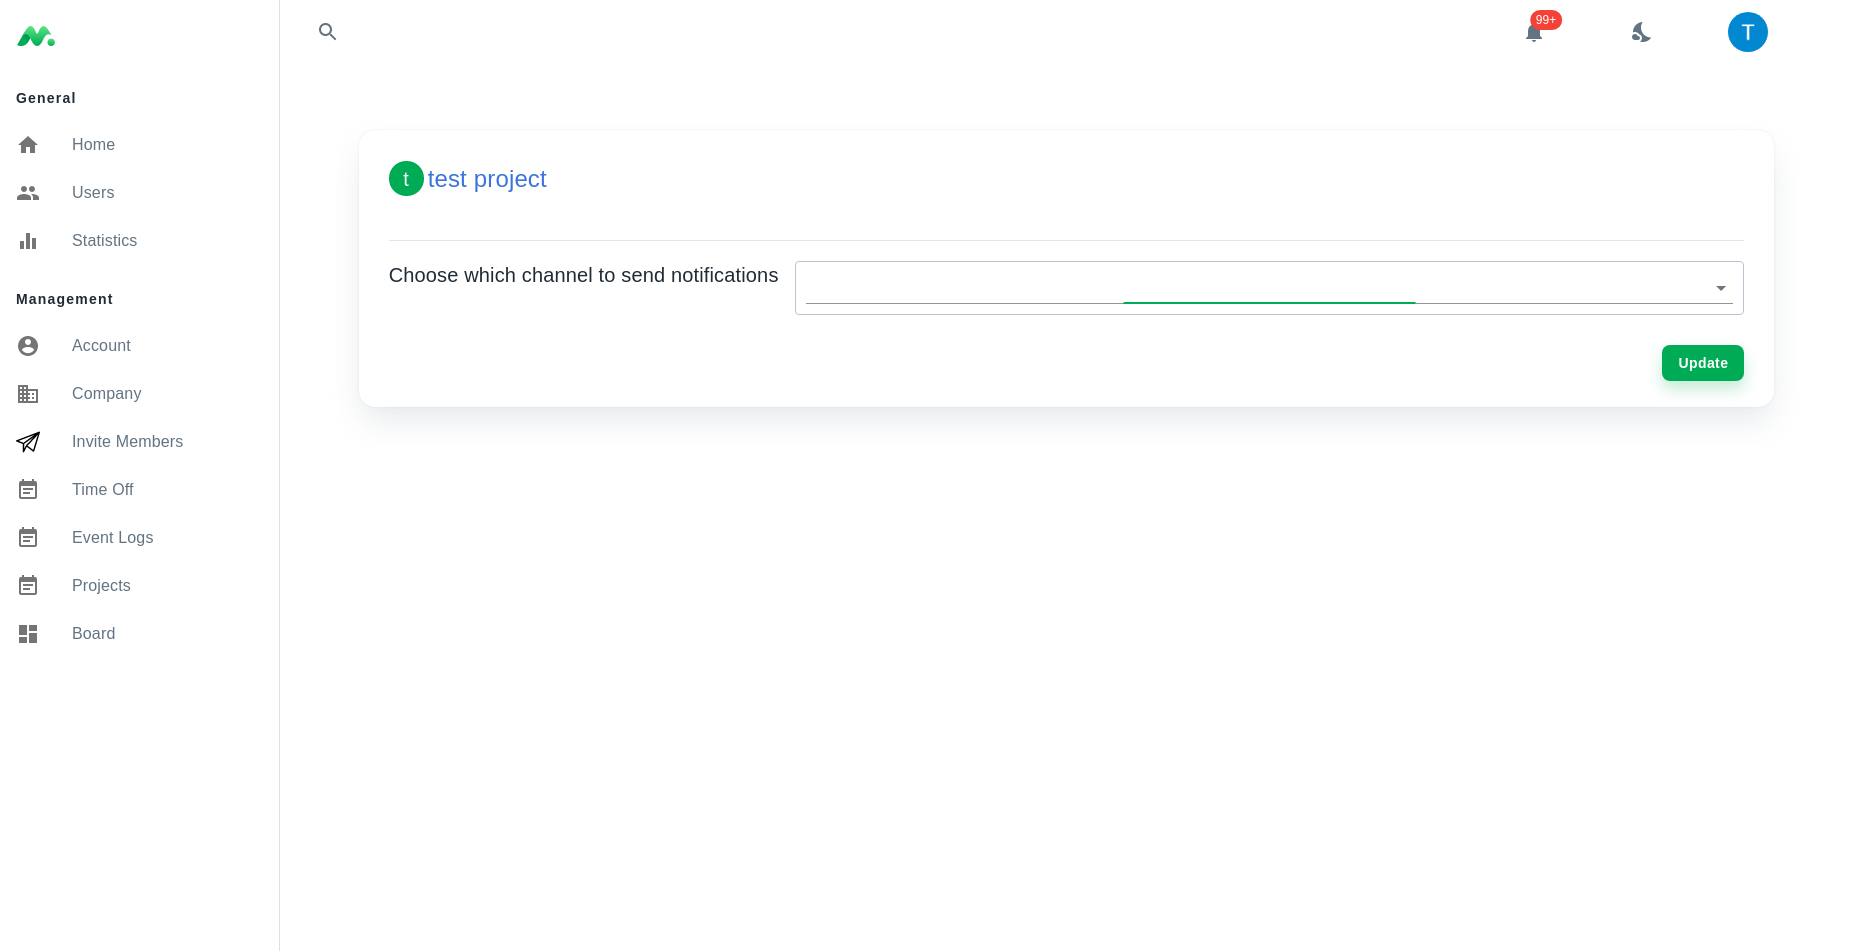 General
Home
Users
Statistics
Management
Account
Company
Invite Members
Time Off
Event Logs
Projects
Board
99+
T
t test project
Choose which channel to send notifications
Update